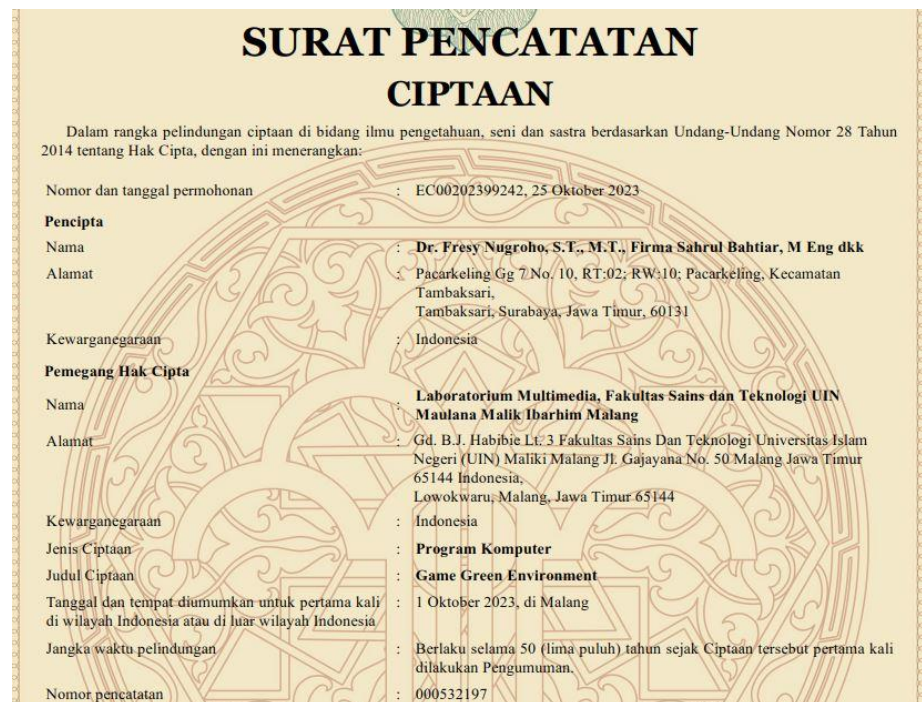 SURAT PENCATATAN
CIPTAAN
Dalam rangka pelindungan ciptaan di bidang ilmu pengetahuan, seni dan sastra berdasarkan Undang-Undang Nomor 28 Tahun
2014 tentang Hak Cipta, dengan ini menerangkan:
Nomor dan tanggal permohonan : EC00202399242, 25 Oktober 2023
Pencipta
Nama : Dr. Fresy Nugroho, S.T., M.T., Firma Sahrul Bahtiar, M Eng dkk
Alamat : Pacarkeling Gg 7 No. 10, RT:02; RW:10; Pacarkeling, Kecamatan
Tambaksari,
Tambaksari, Surabaya, Jawa Timur, 60131
Kewarganegaraan : Indonesia
Pemegang Hak Cipta
Nama : Laboratorium Multimedia, Fakultas Sains dan Teknologi UIN
Maulana Malik Ibarhim Malang
Alamat : Gd. B.J. Habibie Lt. 3 Fakultas Sains Dan Teknologi Universitas Islam
Negeri (UIN) Maliki Malang Jl. Gajayana No. 50 Malang Jawa Timur
65144 Indonesia,
Lowokwaru, Malang, Jawa Timur 65144
Kewarganegaraan : Indonesia
Jenis Ciptaan : Program Komputer
Judul Ciptaan : Game Green Environment
Tanggal dan tempat diumumkan untuk pertama kali : 1 Oktober 2023, di Malang
di wilayah Indonesia atau di luar wilayah Indonesia
Jangka waktu pelindungan : Berlaku selama 50 (lima puluh) tahun sejak Ciptaan tersebut pertama kali
dilakukan Pengumuman.
Nomor pencatatan : 000532197